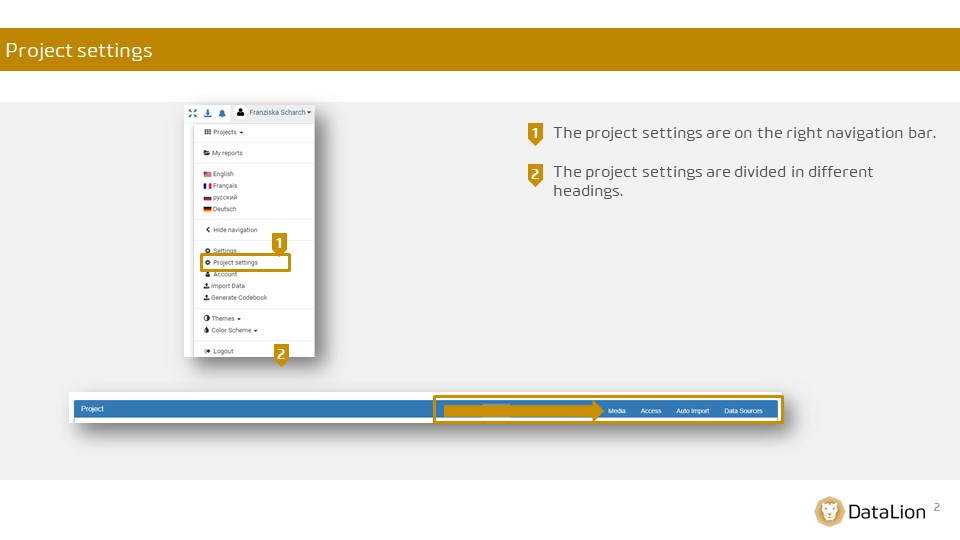 Project settings
Franziska Scharch
Projects
My reports
English
Français
русский
Deutsch
Hide navigation
1
Settings
Project settings
Account
Import Data
Generate Codebook
Themes
Color Scheme
Logout
2
1 The project settings are on the right navigation bar.
2 The project settings are divided in different
headings.
Project Media Access Auto Import Data Sources
DataLion 2